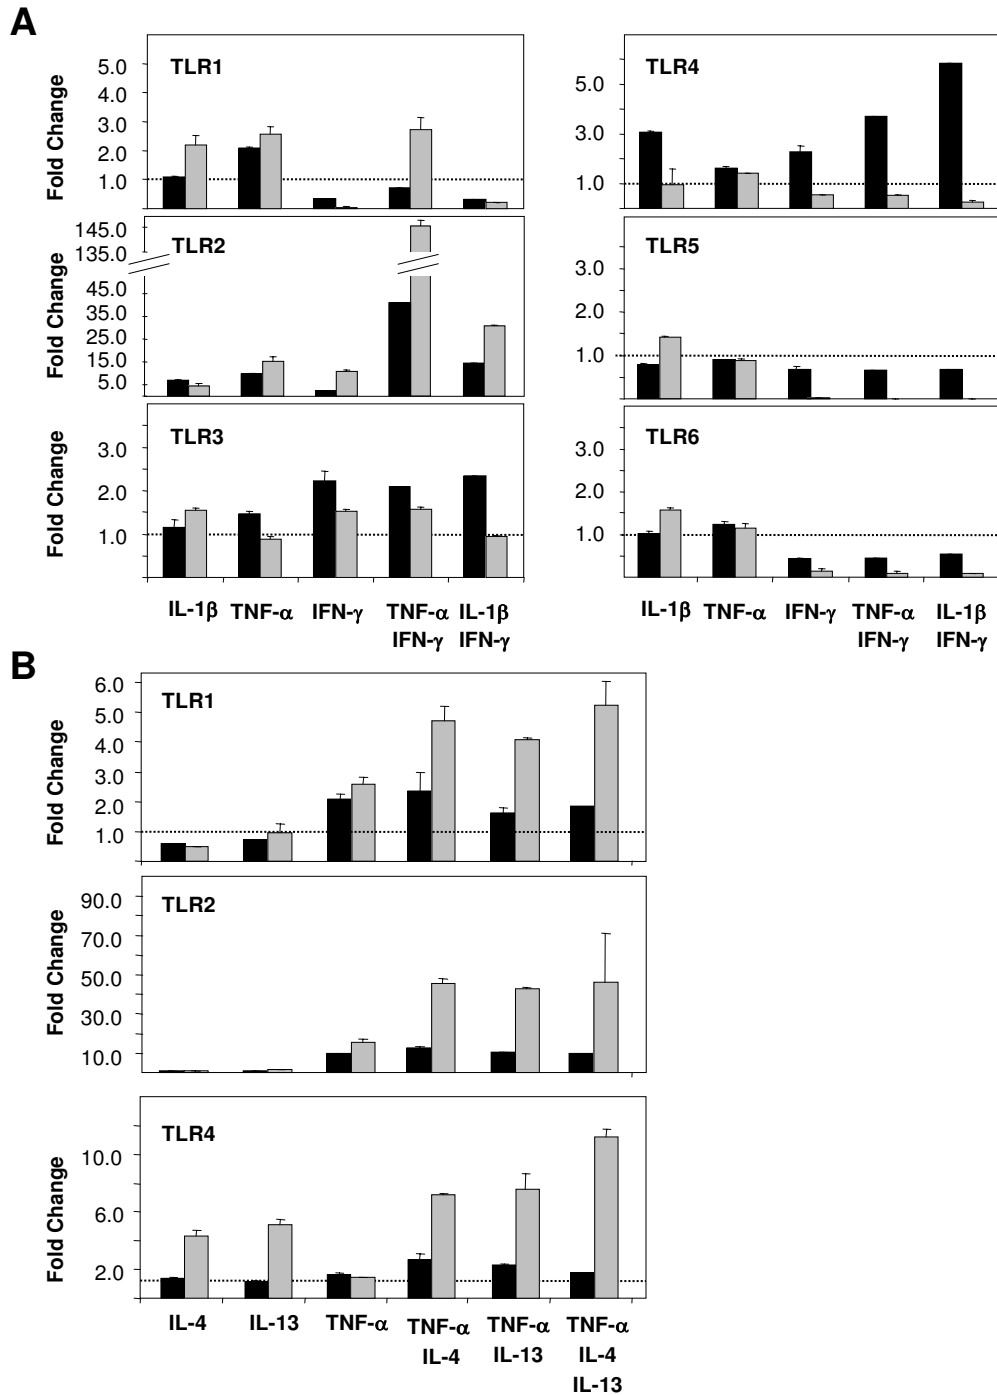 A
TLR1
Fold Change
5.0
4.0
3.0
2.0
1.0
TLR4
5.0
3.0
1.0
TLR2
Fold Change
145.0
135.0
45.0
35.0
25.0
15.0
5.0
TLR5
3.0
2.0
1.0
TLR3
Fold Change
3.0
2.0
1.0
TLR6
3.0
2.0
1.0
IL-1β TNF-α IFN-γ TNF-α IL-1β
IFN-γ IFN-γ
IL-1β TNF-α IFN-γ TNF-α IL-1β
IFN-γ IFN-γ
B
TLR1
Fold Change
6.0
5.0
4.0
3.0
2.0
1.0
TLR2
Fold Change
90.0
70.0
50.0
30.0
10.0
TLR4
Fold Change
10.0
6.0
2.0
IL-4 IL-13 TNF-α TNF-α TNF-α TNF-α
IL-4 IL-13 IL-4
IL-13